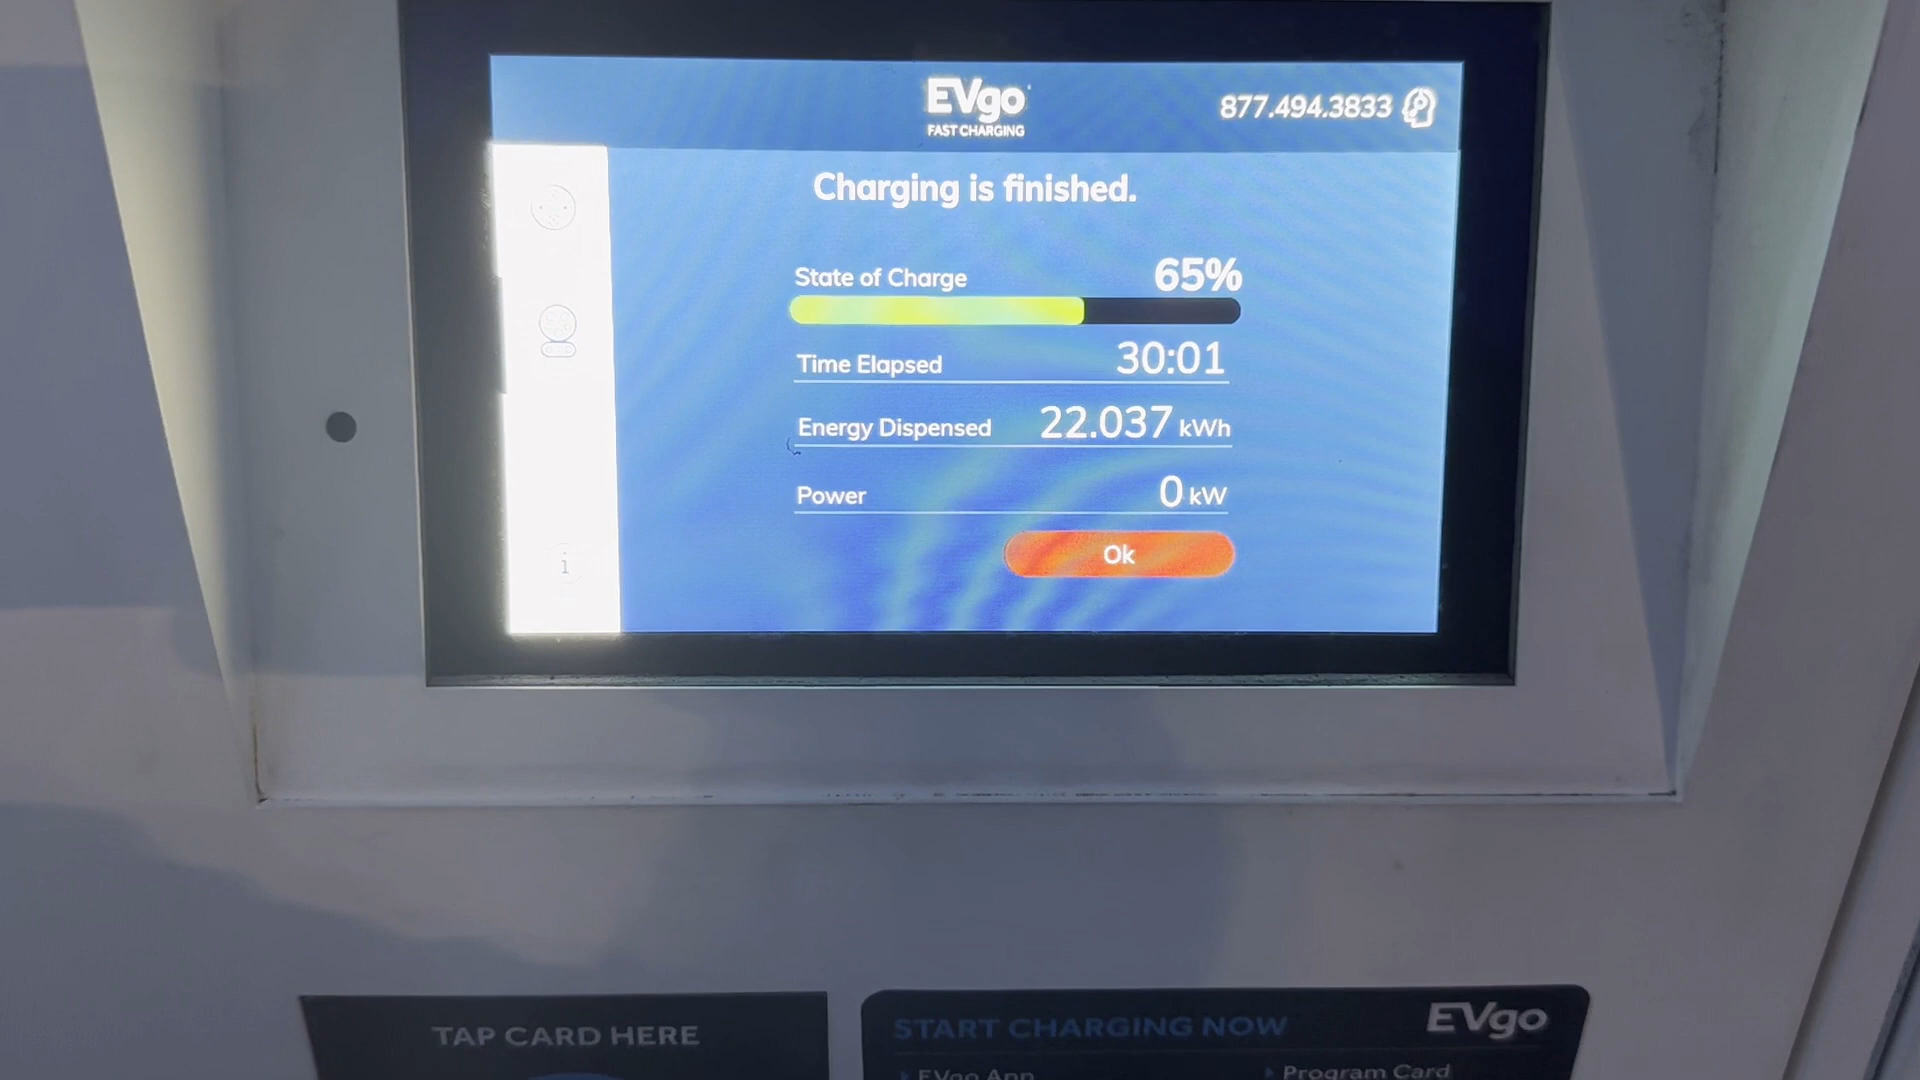 EVgo
FAST CHARGING
877.494.3833
Charging is finished.
State of Charge 65%
Time Elapsed 30:01
Energy Dispensed 22.037 kWh
Power 0 kW
Ok
i
TAP CARD HERE
START CHARGING NOW EVgo
EVgo App Program Card